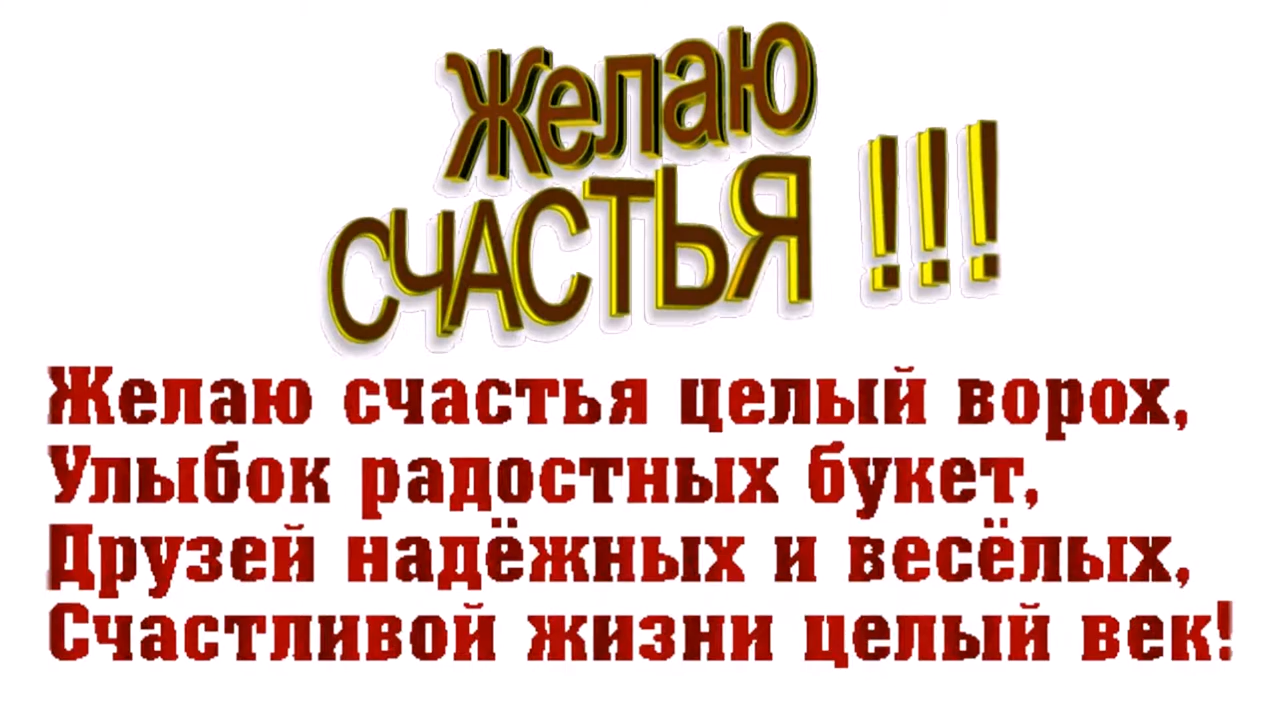 Желаю
СЧАСТЬЯ !!!
Желаю счастья целый ворох,
Улыбок радостных букет,
Друзей надёжных и весёлых,
Счастливой жизни целый век!